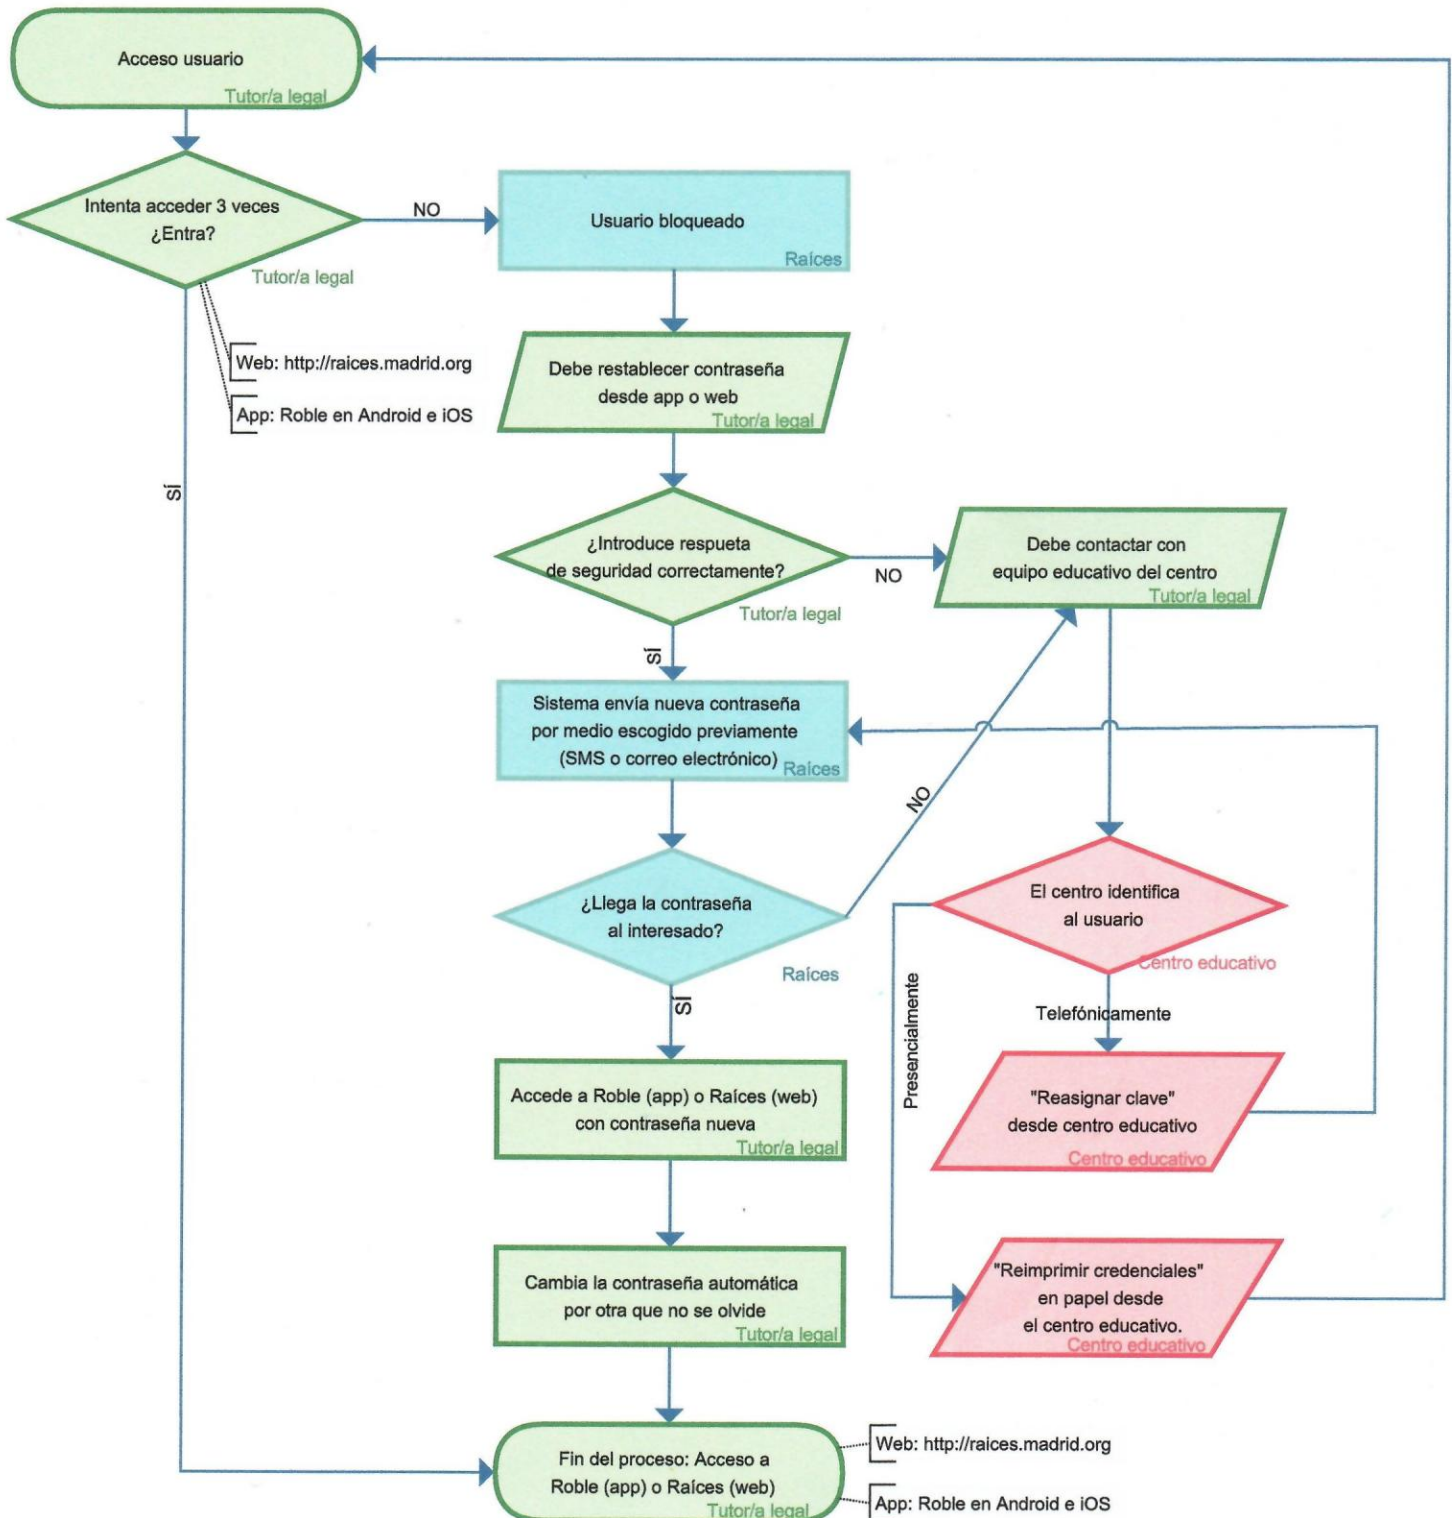 Acceso usuario
Tutor/a legal
Intenta acceder 3 veces
¿Entra?
Tutor/a legal
NO
Usuario bloqueado
Raíces
Web: http://raices.madrid.org
App: Roble en Android e iOS
SÍ
Debe restablecer contraseña
desde app o web
Tutor/a legal
¿Introduce respueta
de seguridad correctamente?
Tutor/a legal
NO
Debe contactar con
equipo educativo del centro
Tutor/a legal
SÍ
Sistema envía nueva contraseña
por medio escogido previamente
(SMS o correo electrónico)
Raíces
NO
¿Llega la contraseña
al interesado?
Raíces
El centro identifica
al usuario
Centro educativo
Presencialmente
Telefónicamente
SÍ
Accede a Roble (app) o Raíces (web)
con contraseña nueva
Tutor/a legal
"Reasignar clave"
desde centro educativo
Centro educativo
Cambia la contraseña automática
por otra que no se olvide
Tutor/a legal
"Reimprimir credenciales"
en papel desde
el centro educativo.
Centro educativo
Fin del proceso: Acceso a
Roble (app) o Raíces (web)
Tutor/a legal
Web: http://raices.madrid.org
App: Roble en Android e iOS